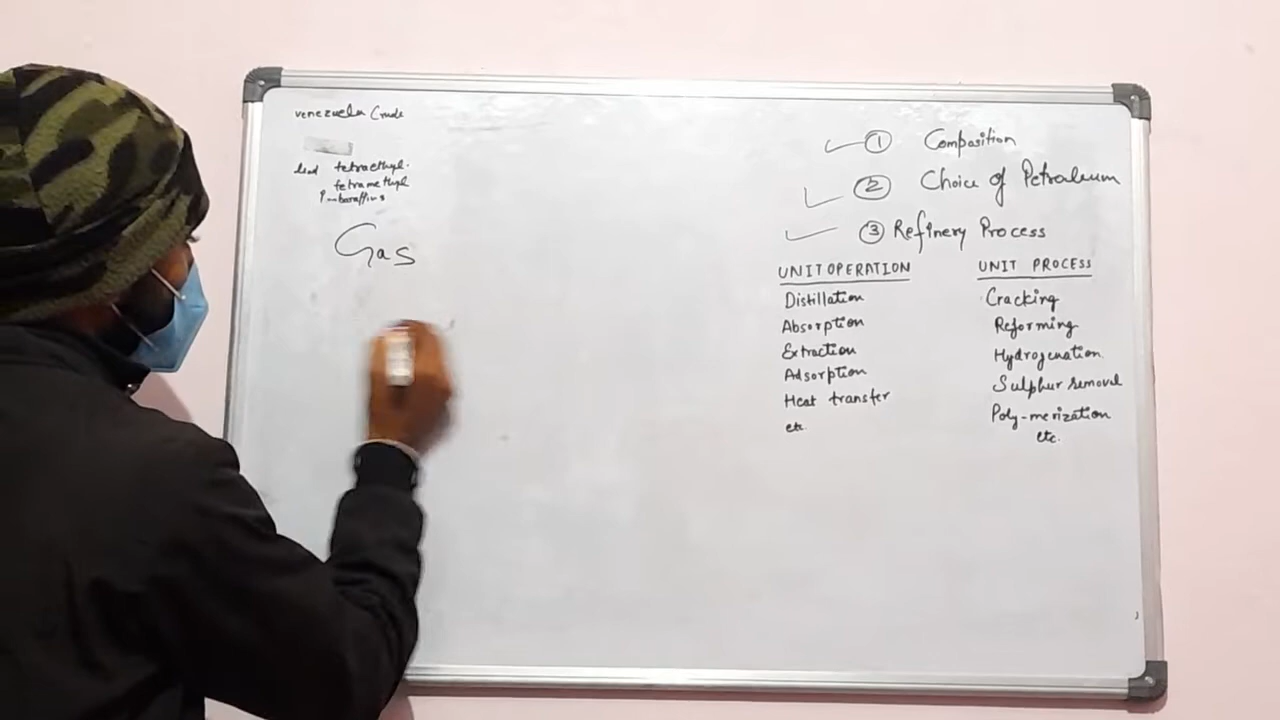 venezuela Crude
lead tetraethyl.
tetramethyl
Gas
① Composition
② Choice of Petroleum
③ Refinery Process
UNIT OPERATION
Distillation
Absorption
Extraction
Adsorption
Heat transfer
etc.
UNIT PROCESS
Cracking
Reforming
Hydrogenation.
Sulphur removal
Poly-merization
etc.